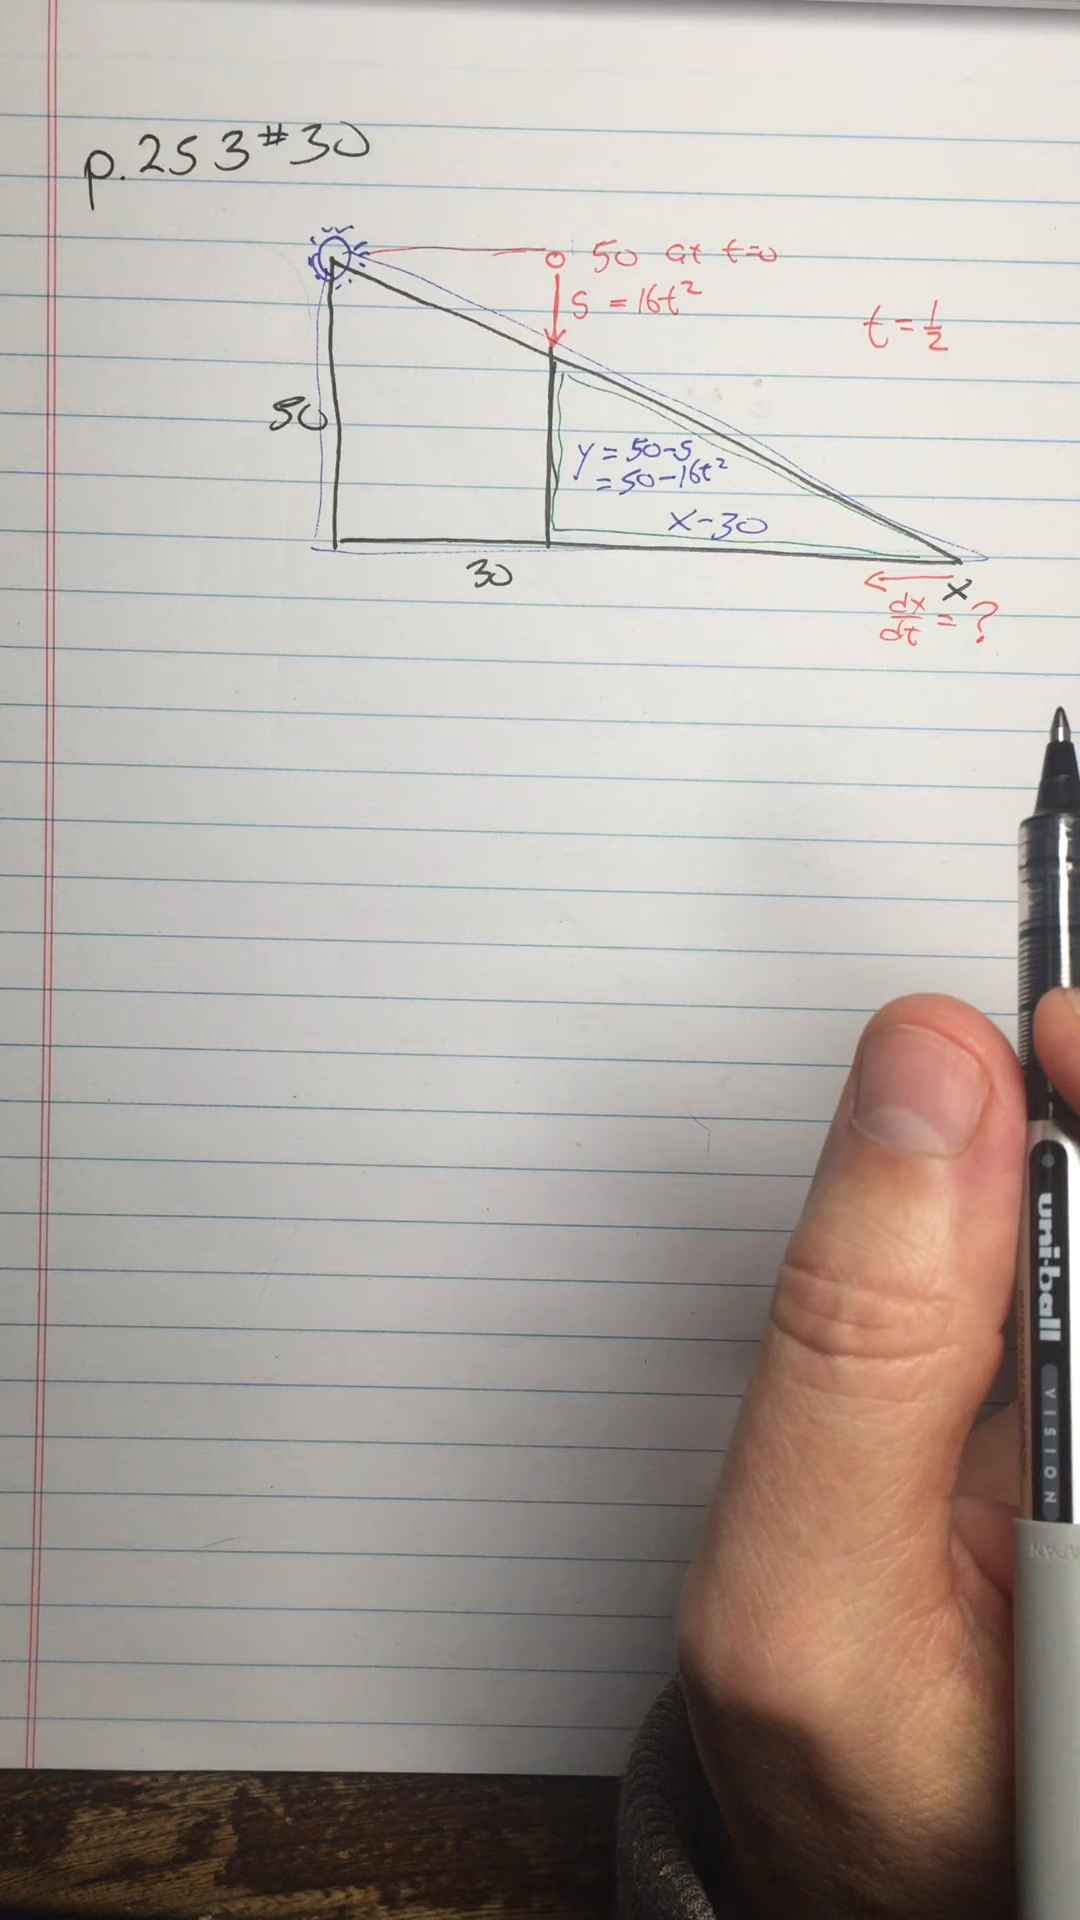 p.253 #30
50 at t=0
S = 16t²
t = 1/2
50
y = 50-S
= 50-16t²
x-30
30
x
dx/dt = ?
uni-ball
VISION
JAPAN